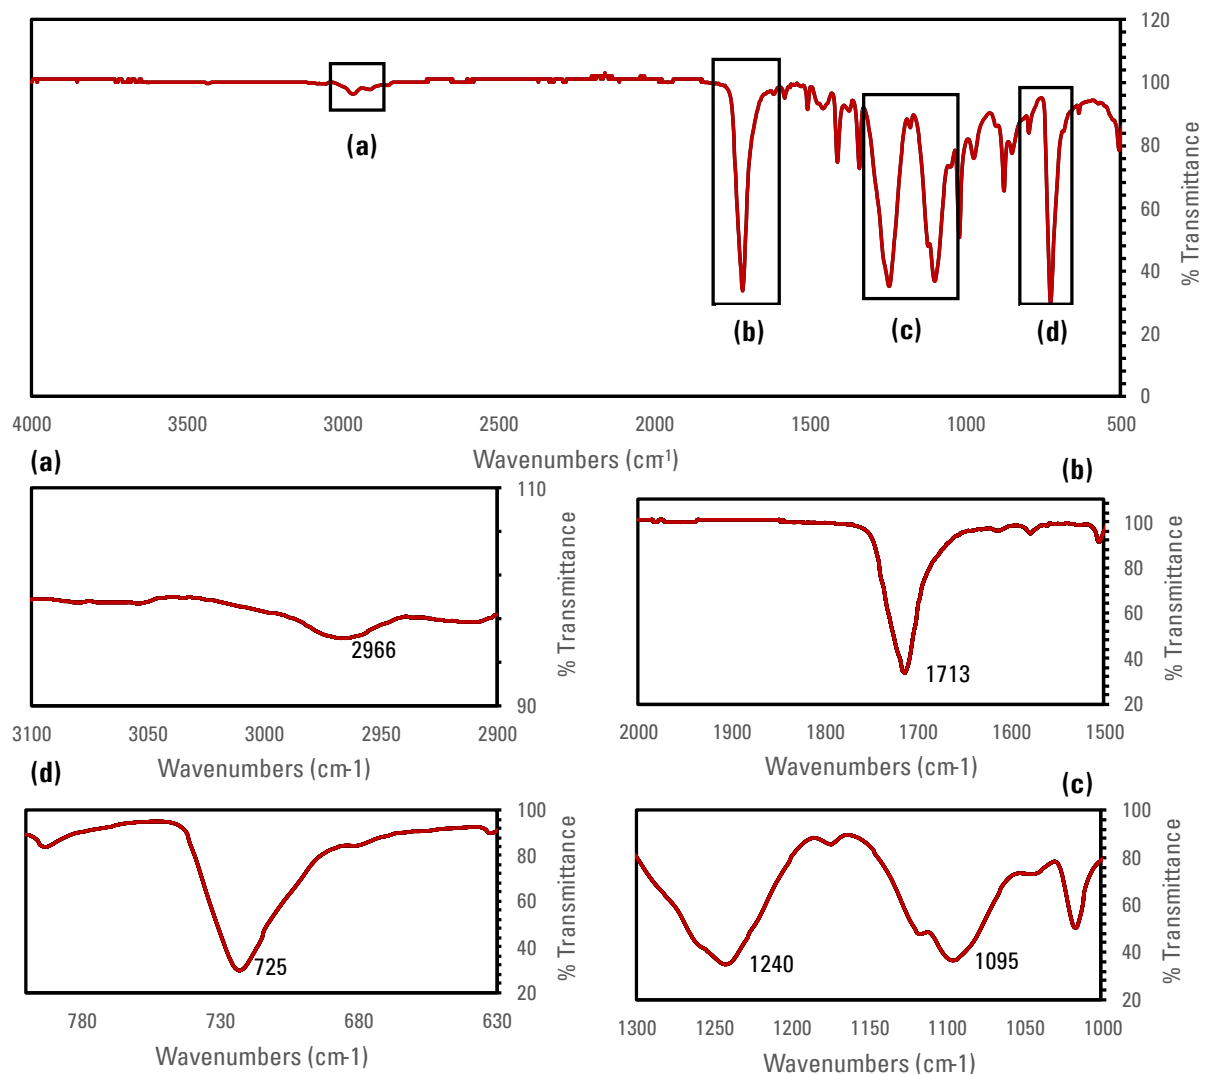 120
100
80
60
40
20
0
% Transmittance
(a)
(b)
(c)
(d)
4000 3500 3000 2500 2000 1500 1000 500
Wavenumbers (cm¹)
(a)
110
90
% Transmittance
2966
3100 3050 3000 2950 2900
Wavenumbers (cm-1)
(b)
100
80
60
40
20
% Transmittance
1713
2000 1900 1800 1700 1600 1500
Wavenumbers (cm-1)
(d)
100
80
60
40
20
% Transmittance
725
780 730 680 630
Wavenumbers (cm-1)
(c)
100
80
60
40
20
% Transmittance
1240
1095
1300 1250 1200 1150 1100 1050 1000
Wavenumbers (cm-1)